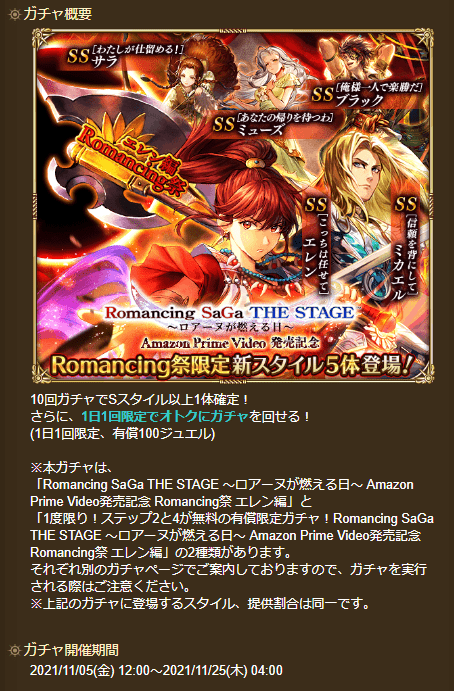 ガチャ概要
SS[わたしが仕留める!]
サラ
SS[俺様一人で楽勝だ]
ブラック
SS[あなたの帰りを待つわ]
ミューズ
エレン編
Romancing祭
SS[こっちは任せて]
エレン
SS[信頼を背にして]
ミカエル
Romancing SaGa THE STAGE
～ロアーヌが燃える日～
Amazon Prime Video 発売記念
Romancing祭限定新スタイル5体登場!
10回ガチャでSスタイル以上1体確定！
さらに、1日1回限定でオトクにガチャを回せる！
(1日1回限定、有償100ジュエル)
※本ガチャは、
「Romancing SaGa THE STAGE ～ロアーヌが燃える日～ Amazon
Prime Video発売記念 Romancing祭 エレン編」と
「1度限り！ステップ2と4が無料の有償限定ガチャ！Romancing SaGa
THE STAGE ～ロアーヌが燃える日～ Amazon Prime Video発売記念
Romancing祭 エレン編」の2種類があります。
それぞれ別のガチャページでご案内しておりますので、ガチャを実行
される際はご注意ください。
※上記のガチャに登場するスタイル、提供割合は同一です。
ガチャ開催期間
2021/11/05(金) 12:00～2021/11/25(木) 04:00